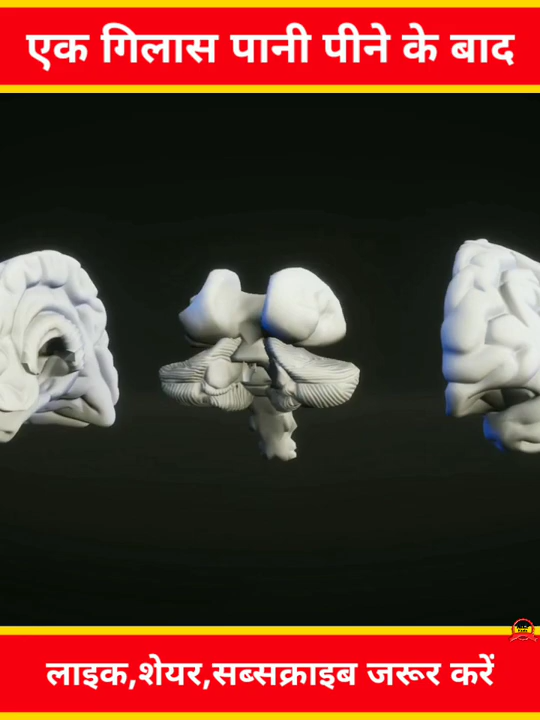 एक गिलास पानी पीने के बाद
लाइक,शेयर,सब्सक्राइब जरूर करें